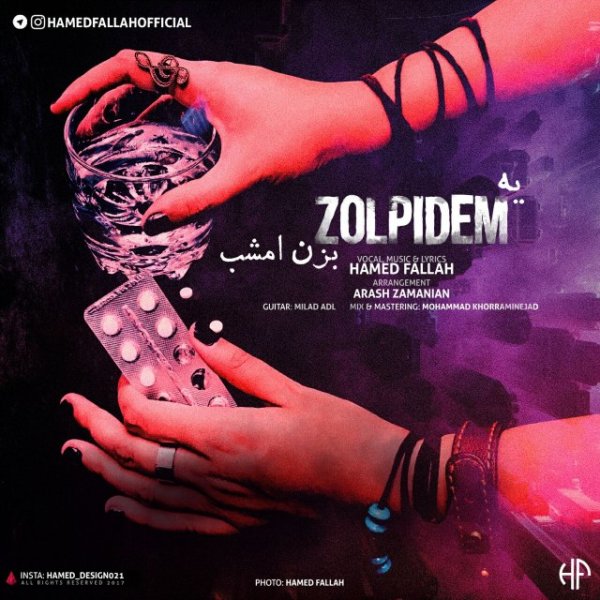 HAMEDFALLAHOFFICIAL
یه
ZOLPIDEM
بزن امشب
VOCAL, MUSIC & LYRICS
HAMED FALLAH
ARRANGEMENT
ARASH ZAMANIAN
GUITAR: MILAD ADL MIX & MASTERING: MOHAMMAD KHORRAMINEJAD
INSTA: HAMED_DESIGN021
ALL RIGHTS RESERVED 2017
PHOTO: HAMED FALLAH
HF